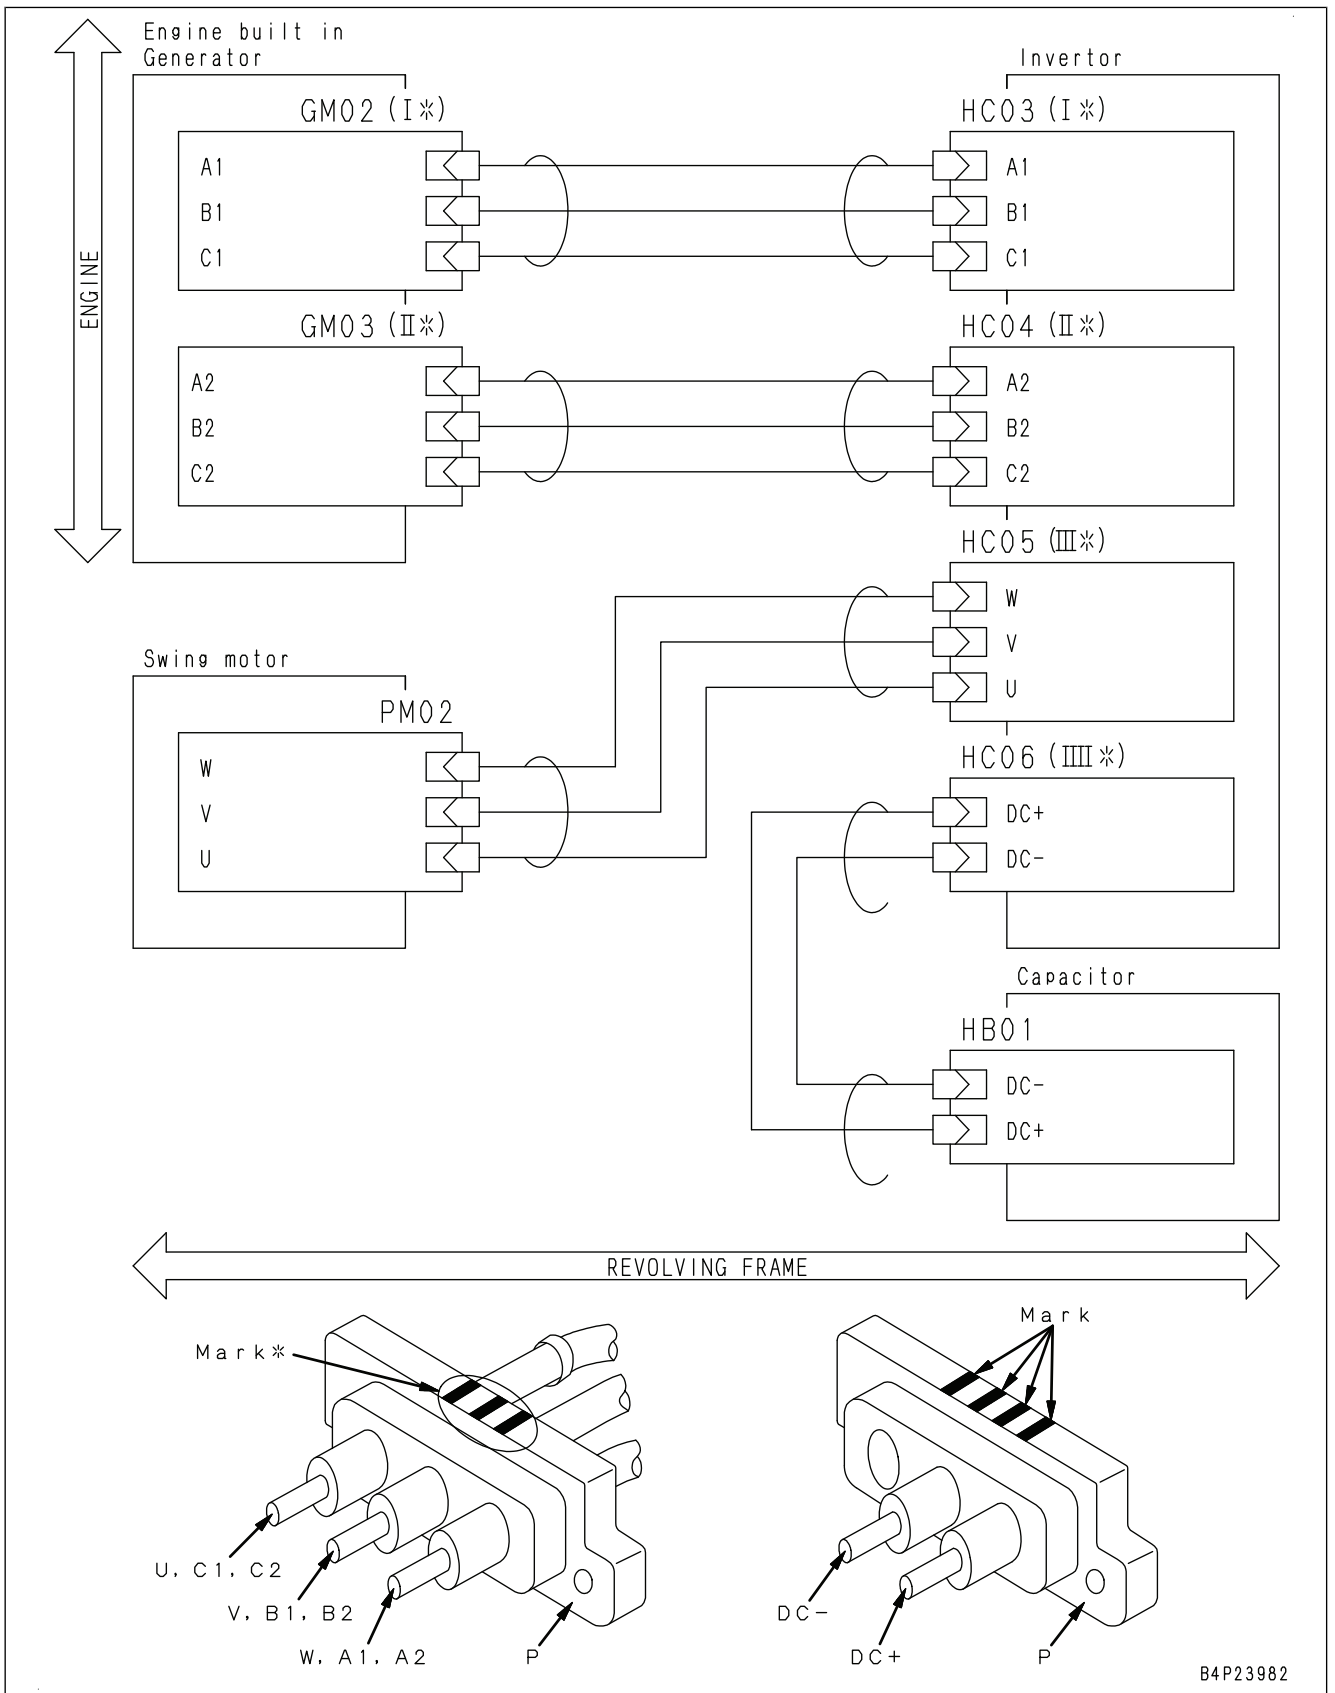 Engine built in
Generator
Invertor
GM02 (I※)
HC03 (I※)
A1
A1
B1
B1
C1
C1
ENGINE
GM03 (II※)
HC04 (II※)
A2
A2
B2
B2
C2
C2
HC05 (III※)
W
V
U
Swing motor
PM02
W
V
U
HC06 (IIII※)
DC+
DC-
Capacitor
HB01
DC-
DC+
REVOLVING FRAME
Mark※
Mark
U, C1, C2
V, B1, B2
W, A1, A2
P
DC-
DC+
P
B4P23982